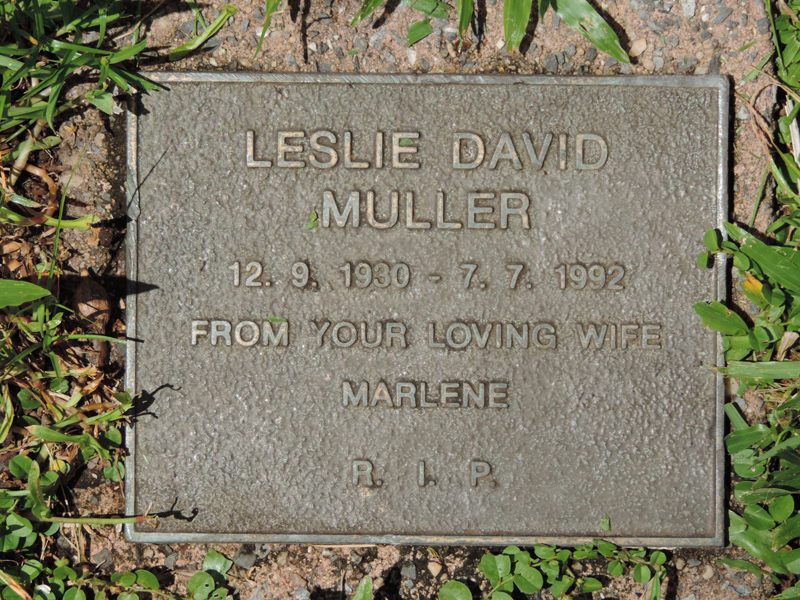 LESLIE DAVID
MULLER
12. 9. 1930 - 7. 7. 1992
FROM YOUR LOVING WIFE
MARLENE
R. I. P.